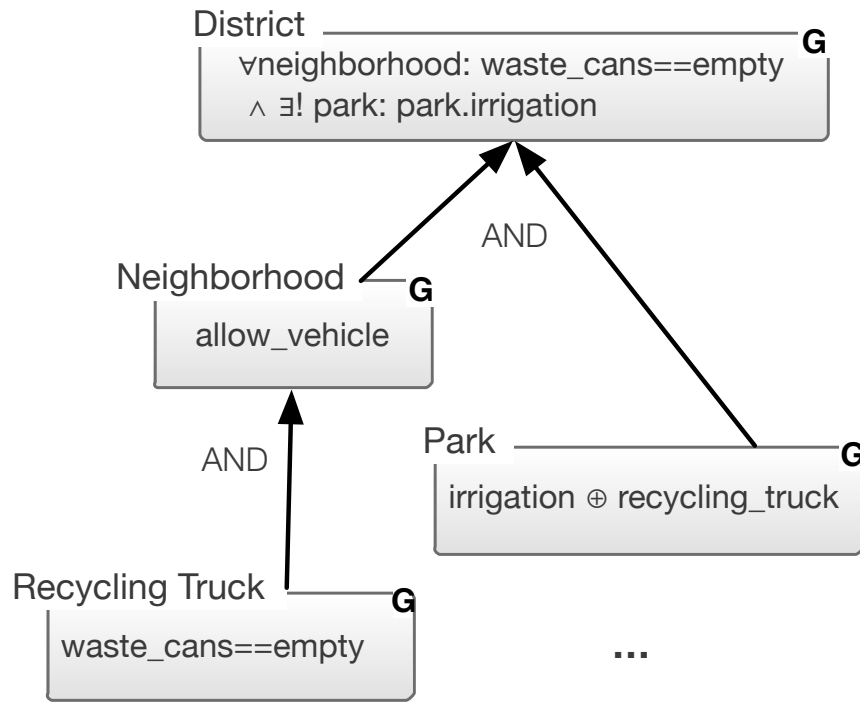 District
G
∀neighborhood: waste_cans==empty
∧ ∃! park: park.irrigation
AND
Neighborhood
G
allow_vehicle
AND
Park
G
irrigation ⊕ recycling_truck
Recycling Truck
G
waste_cans==empty
...